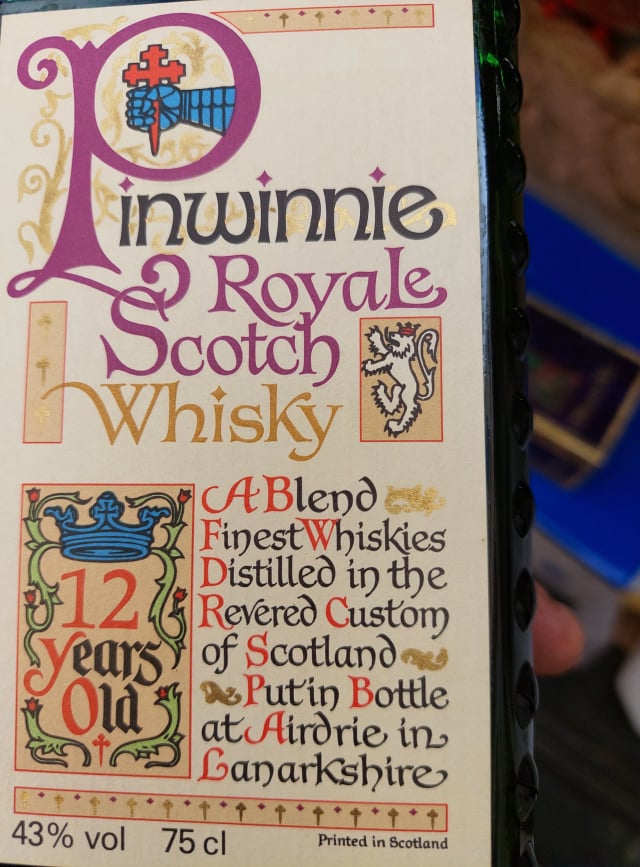 Pinwinnie
Royale
Scotch
Whisky
12
years
Old
A Blend
Finest Whiskies
Distilled in the
Revered Custom
of Scotland
Put in Bottle
at Airdrie in
Lanarkshire
43% vol 75 cl
Printed in Scotland